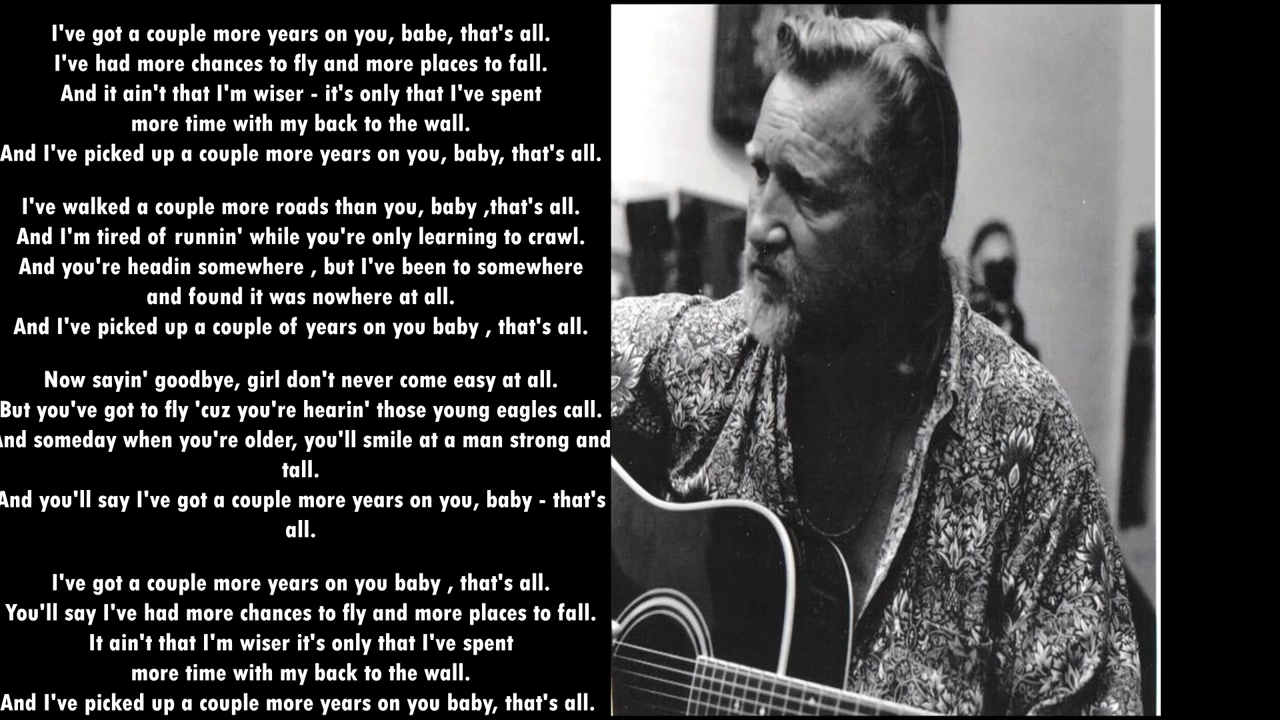 I've got a couple more years on you, babe, that's all.
I've had more chances to fly and more places to fall.
And it ain't that I'm wiser - it's only that I've spent
more time with my back to the wall.
And I've picked up a couple more years on you, baby, that's all.
I've walked a couple more roads than you, baby ,that's all.
And I'm tired of runnin' while you're only learning to crawl.
And you're headin somewhere , but I've been to somewhere
and found it was nowhere at all.
And I've picked up a couple of years on you baby , that's all.
Now sayin' goodbye, girl don't never come easy at all.
But you've got to fly 'cuz you're hearin' those young eagles call.
And someday when you're older, you'll smile at a man strong and
tall.
And you'll say I've got a couple more years on you, baby - that's
all.
I've got a couple more years on you baby , that's all.
You'll say I've had more chances to fly and more places to fall.
It ain't that I'm wiser it's only that I've spent
more time with my back to the wall.
And I've picked up a couple more years on you baby, that's all.